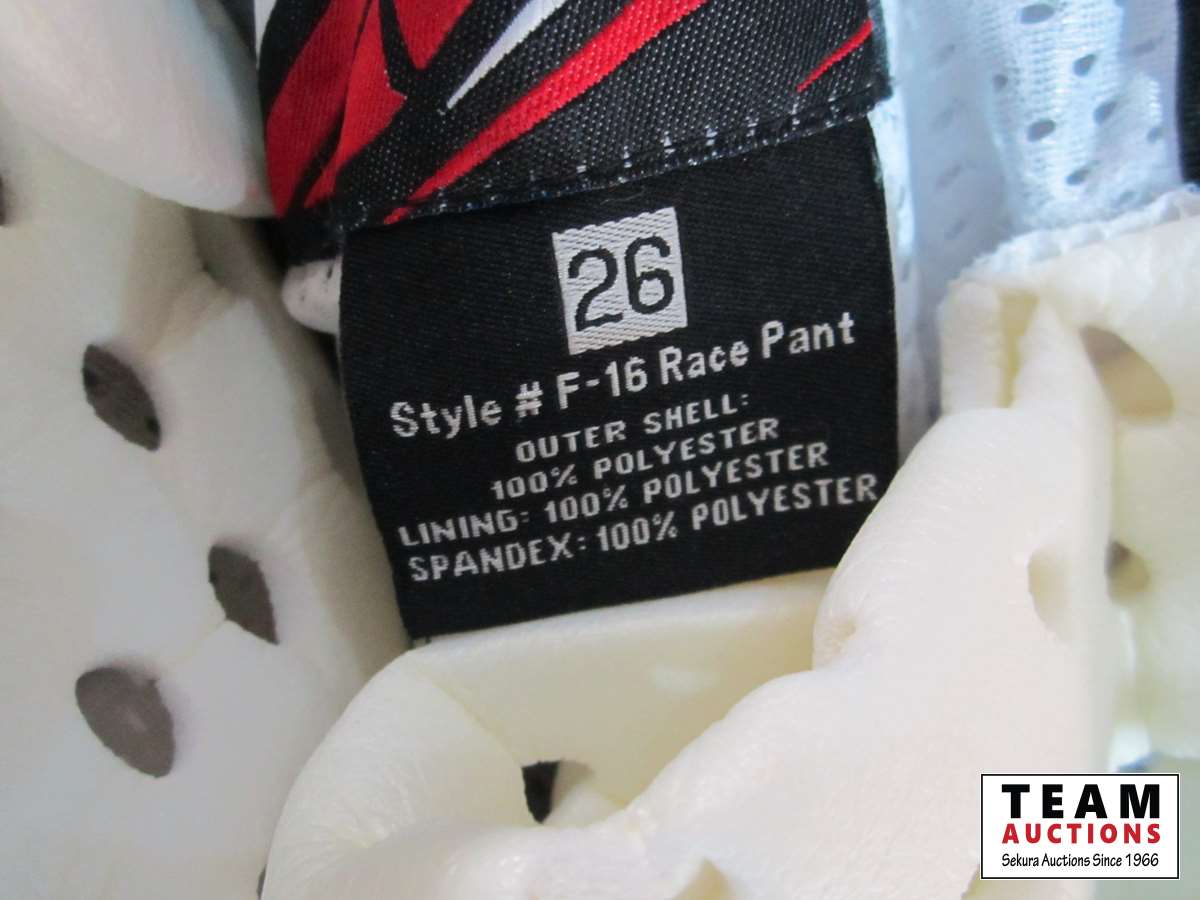 26
Style # F-16 Race Pant
OUTER SHELL:
100% POLYESTER
LINING: 100% POLYESTER
SPANDEX: 100% POLYESTER
TEAM
AUCTIONS
Sekura Auctions Since 1966